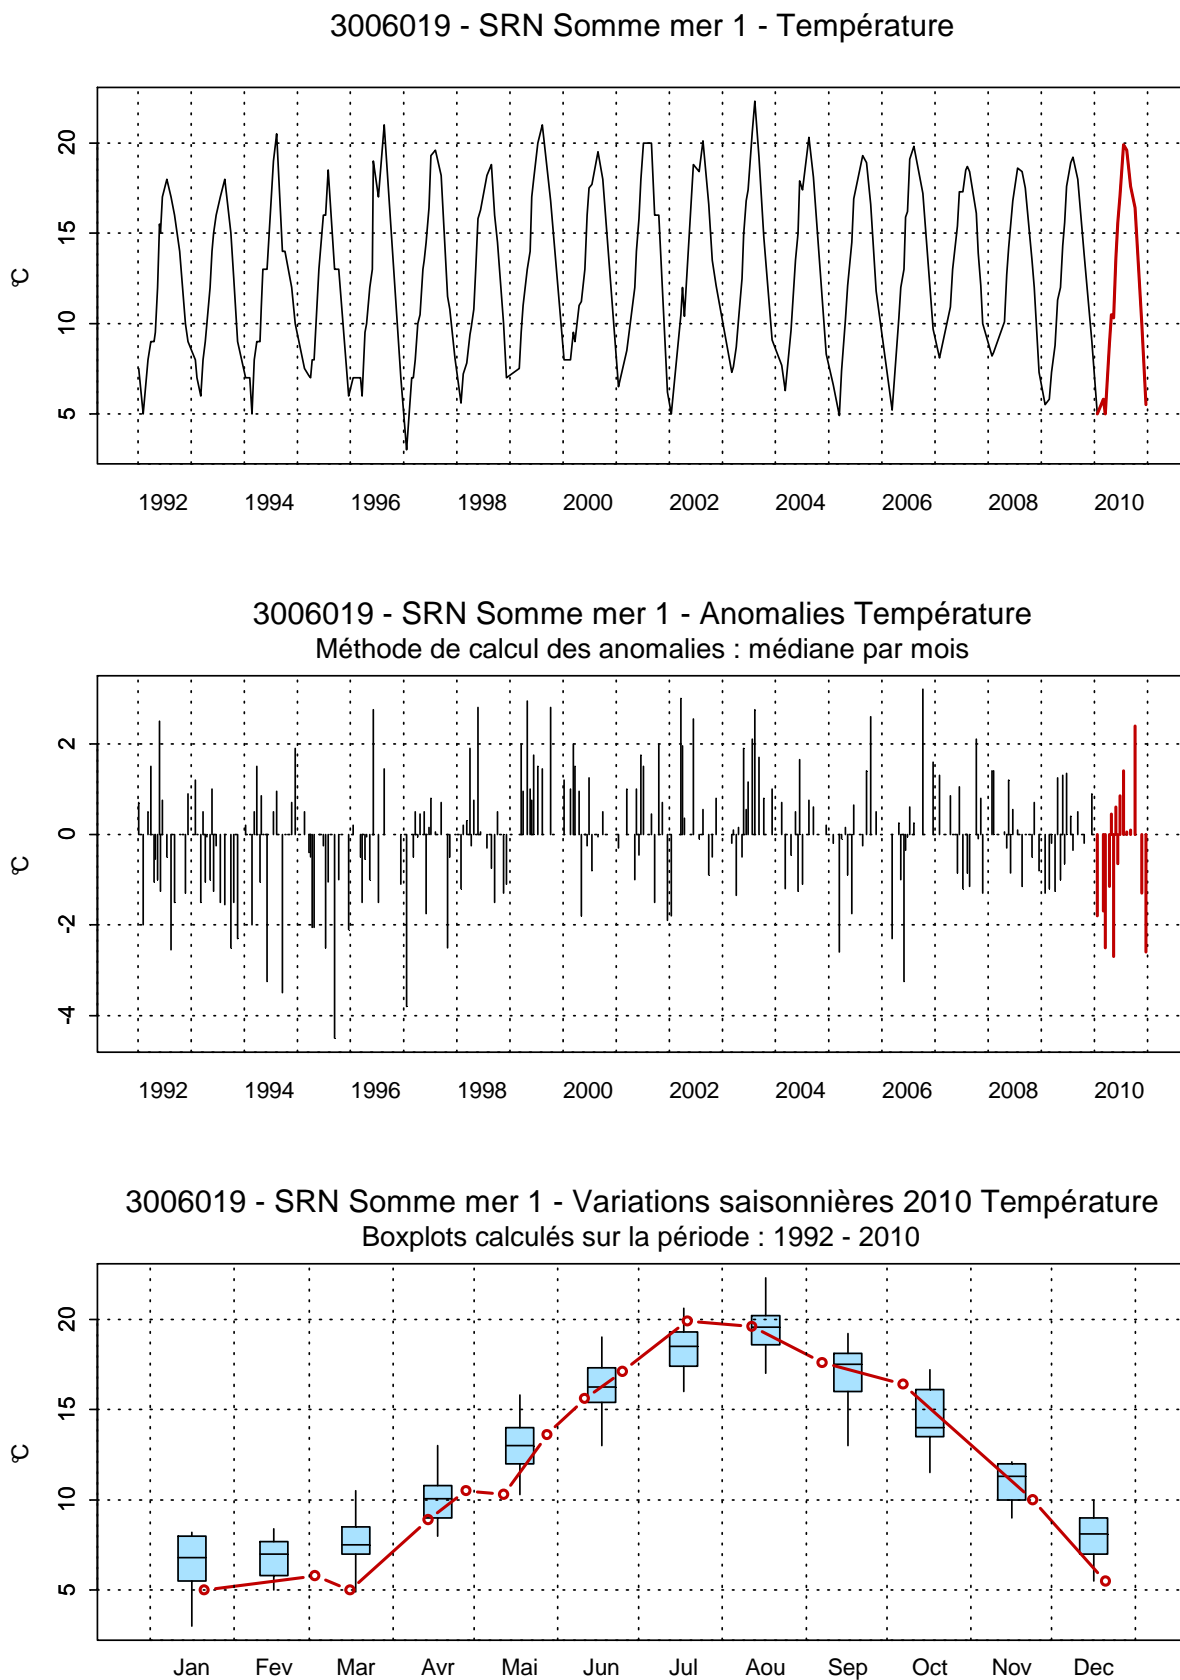 3006019 - SRN Somme mer 1 - Température
20
15
10
5
°C
1992 1994 1996 1998 2000 2002 2004 2006 2008 2010
3006019 - SRN Somme mer 1 - Anomalies Température
Méthode de calcul des anomalies : médiane par mois
2
0
-2
-4
°C
1992 1994 1996 1998 2000 2002 2004 2006 2008 2010
3006019 - SRN Somme mer 1 - Variations saisonnières 2010 Température
Boxplots calculés sur la période : 1992 - 2010
20
15
10
5
°C
Jan Fev Mar Avr Mai Jun Jul Aou Sep Oct Nov Dec